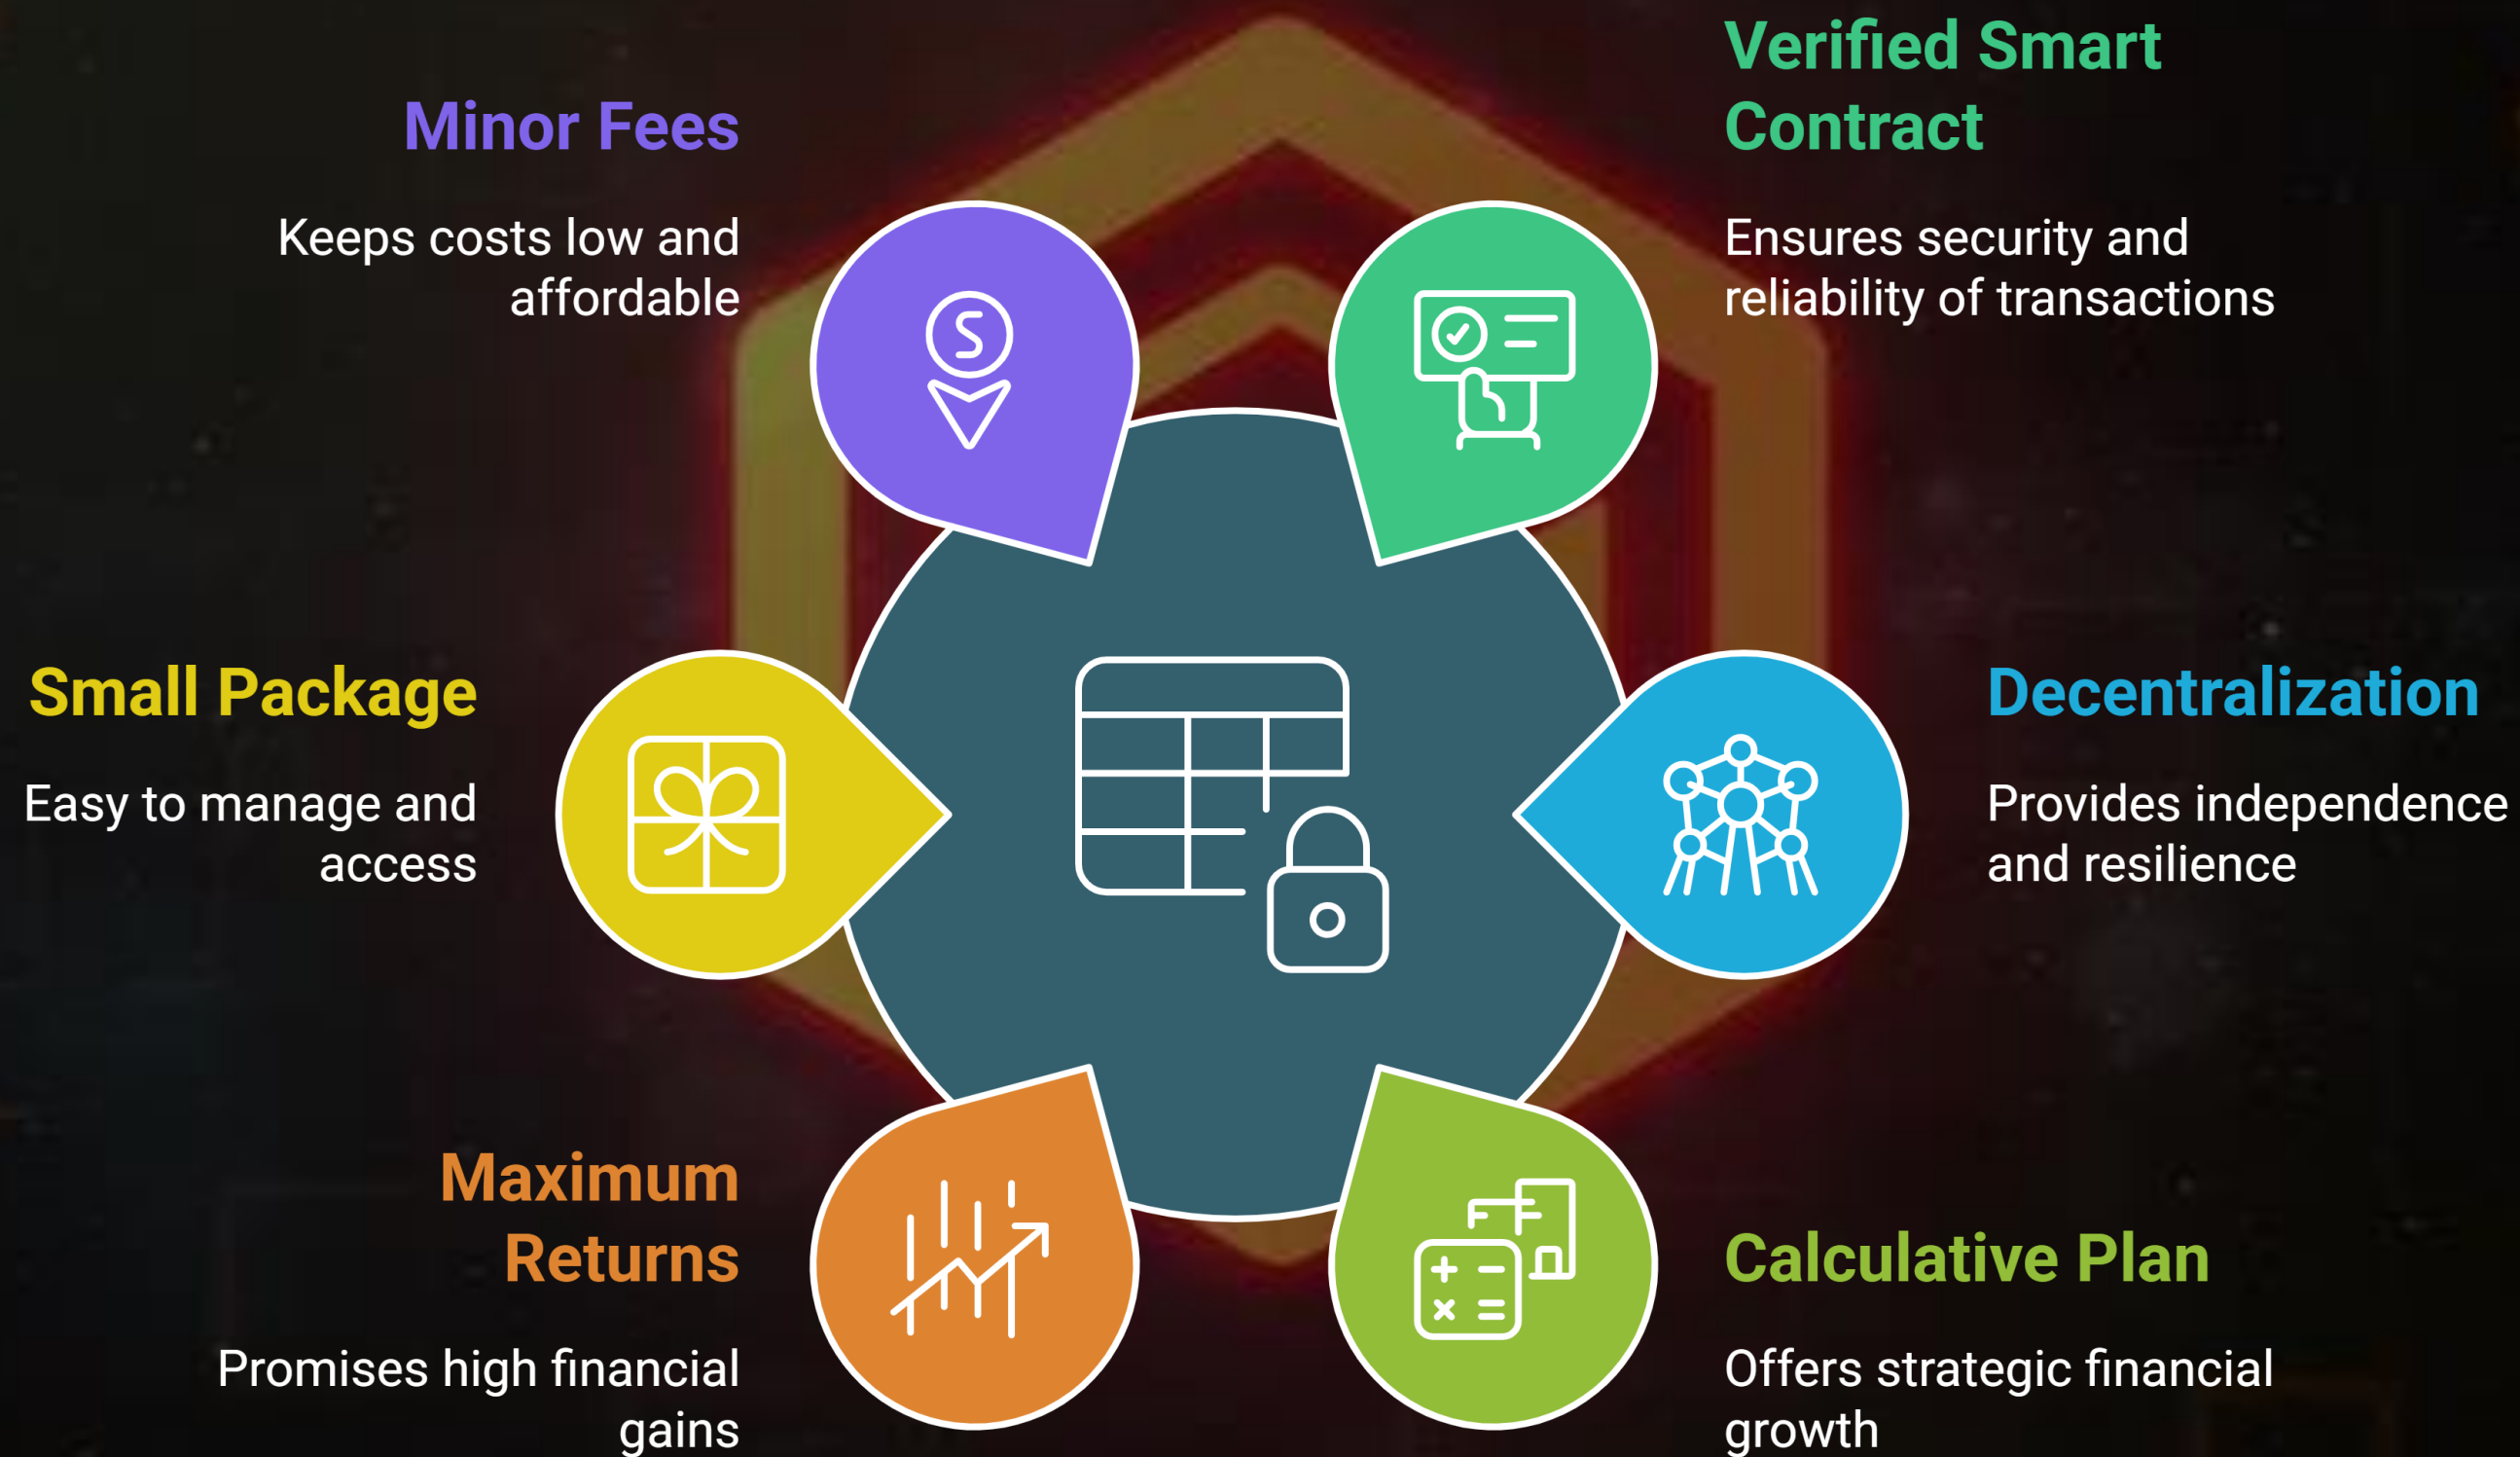 Minor Fees
Keeps costs low and
affordable
Verified Smart
Contract
Ensures security and
reliability of transactions
Small Package
Easy to manage and
access
Decentralization
Provides independence
and resilience
Maximum
Returns
Promises high financial
gains
Calculative Plan
Offers strategic financial
growth